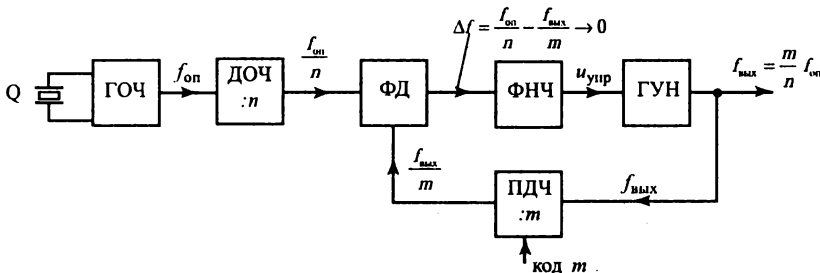 Δf = f_оп/n − f_вых/m → 0
Q
ГОЧ
f_оп
ДОЧ
:n
f_оп/n
ФД
ФНЧ
u_упр
ГУН
f_вых = m/n f_оп
f_вых/m
ПДЧ
:m
f_вых
код m